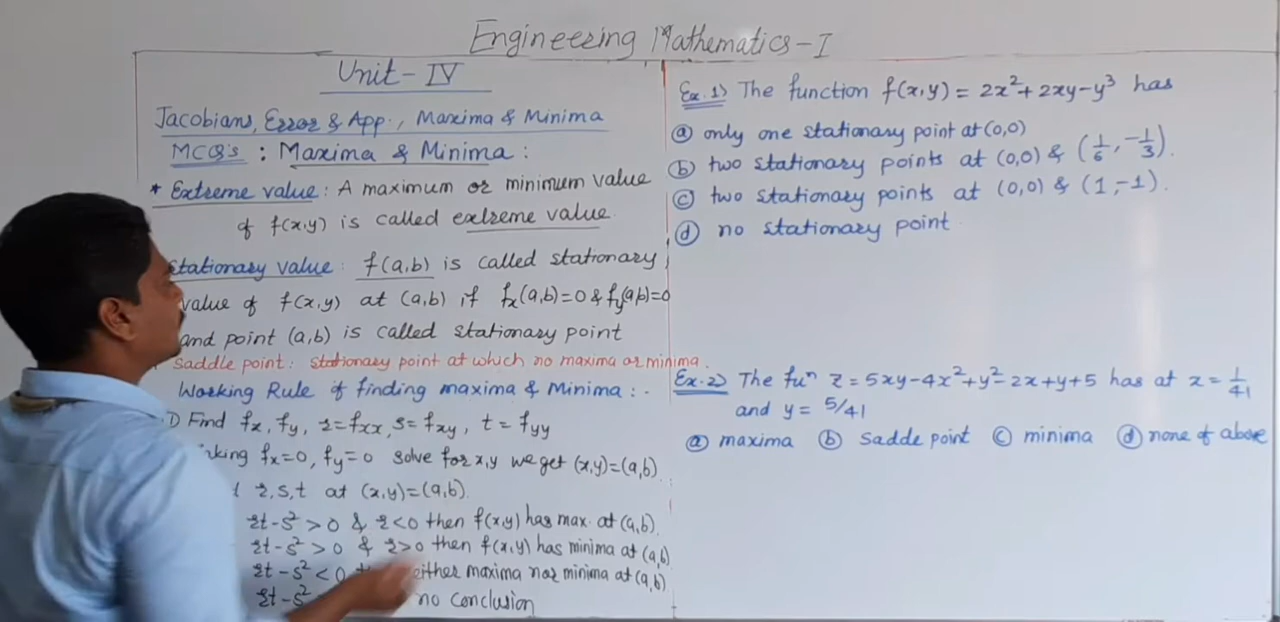 Engineering Mathematics-I
Unit-IV
Jacobians, Error & App., Maxima & Minima
MCQ's : Maxima & Minima :
* Extreme value : A maximum or minimum value
of f(x,y) is called extreme value.
Stationary value : f(a,b) is called stationary
value of f(x,y) at (a,b) if fx(a,b)=0 & fy(a,b)=0
and point (a,b) is called stationary point
Saddle point : stationary point at which no maxima or minima.
Working Rule of finding maxima & Minima :-
1) Find fx, fy, r=fxx, s=fxy, t=fyy
fx=0, fy=0 solve for x,y we get (x,y)=(a,b).
r,s,t at (x,y)=(a,b).
rt-s²>0 & r<0 then f(x,y) has max. at (a,b).
rt-s²>0 & r>0 then f(x,y) has minima at (a,b)
rt-s²<0 maxima nor minima at (a,b)
rt-s² no conclusion
Ex.1) The function f(x,y) = 2x²+2xy-y³ has
(a) only one stationary point at (0,0)
(b) two stationary points at (0,0) & (1/6, -1/3).
(c) two stationary points at (0,0) & (1,-1).
(d) no stationary point
Ex.2) The fuⁿ z=5xy-4x²+y²-2x+y+5 has at x=1/41
and y= 5/41
(a) maxima (b) Sadde point (c) minima (d) none of above